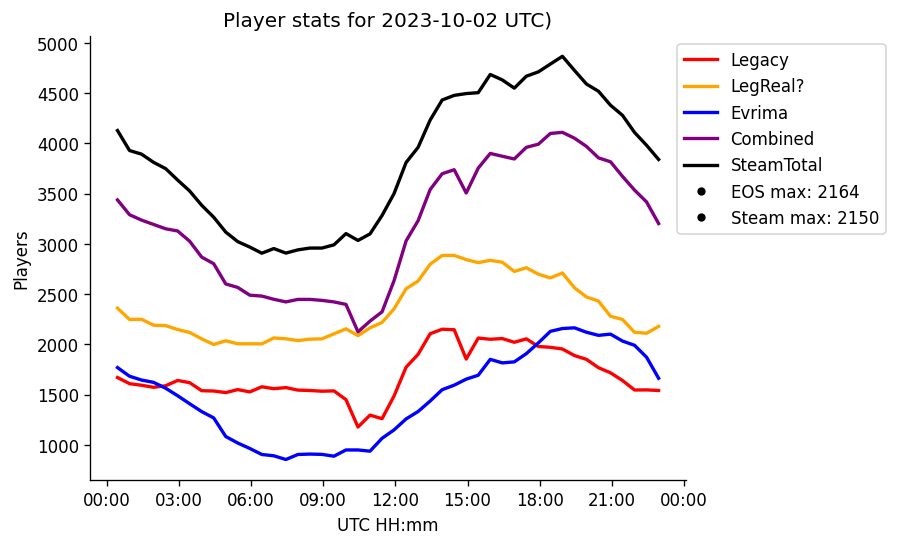 Player stats for 2023-10-02 UTC)
Players
5000
4500
4000
3500
3000
2500
2000
1500
1000
00:00 03:00 06:00 09:00 12:00 15:00 18:00 21:00 00:00
UTC HH:mm
Legacy
LegReal?
Evrima
Combined
SteamTotal
EOS max: 2164
Steam max: 2150